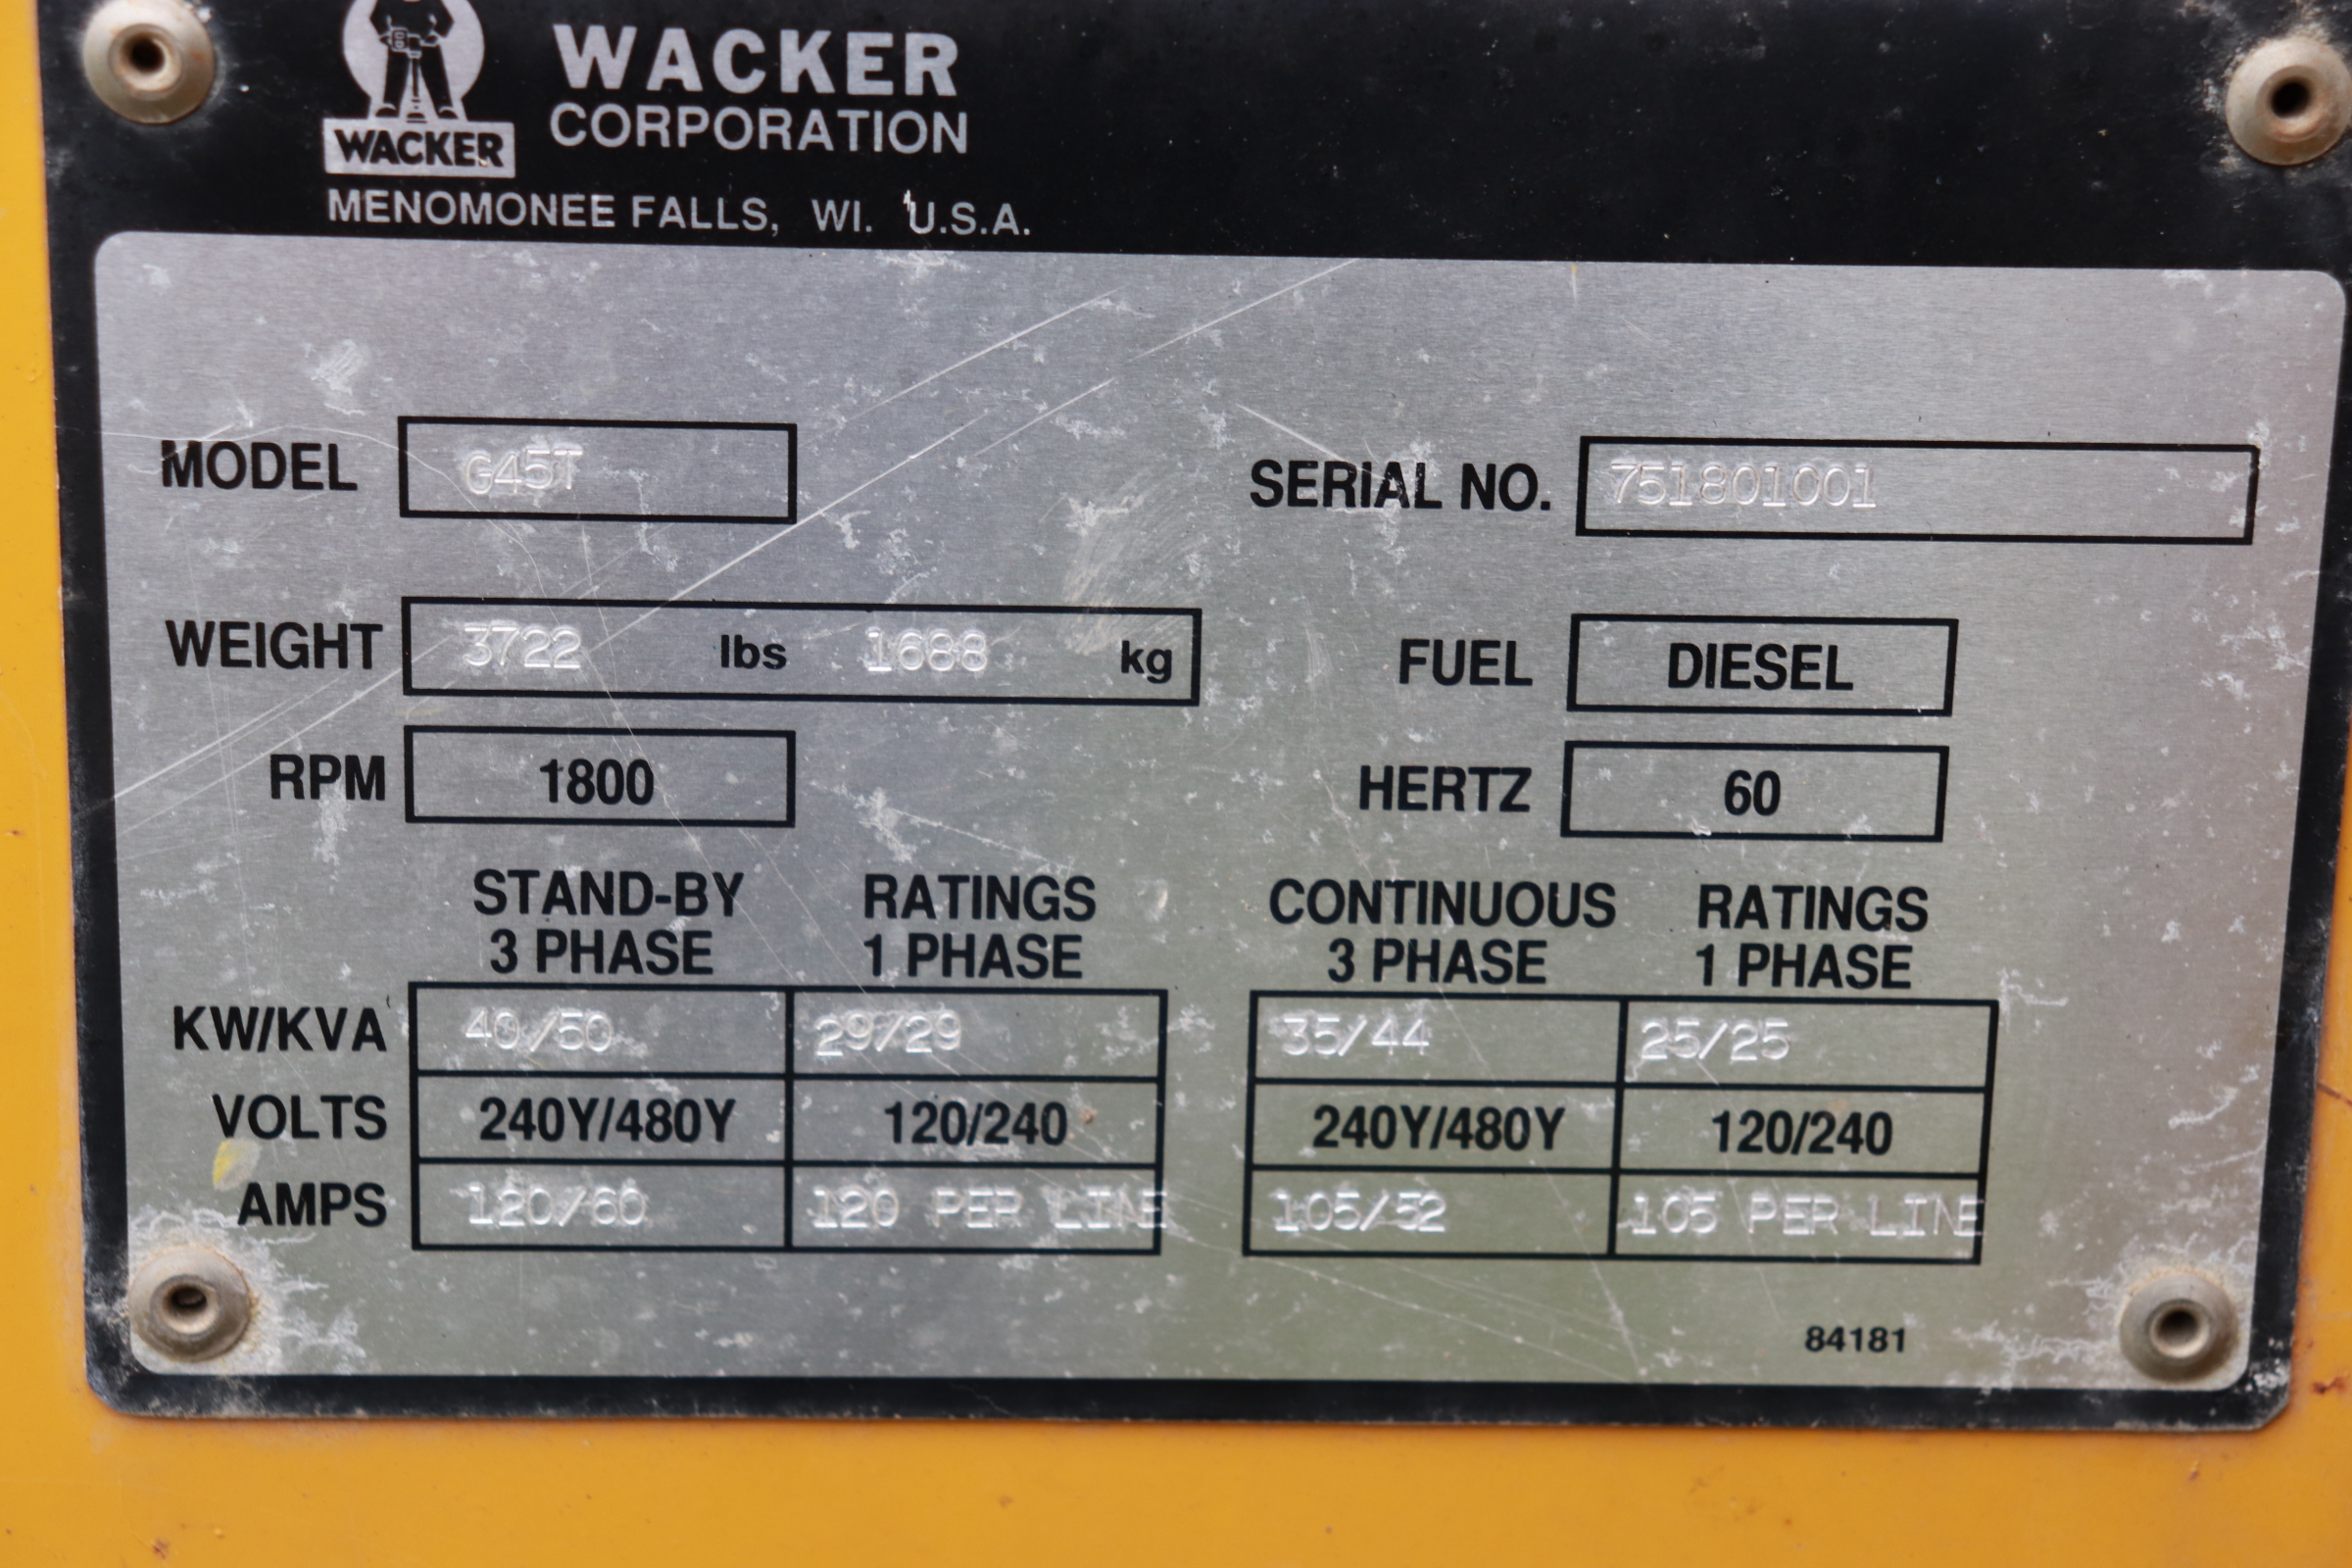 WACKER
WACKER
CORPORATION
MENOMONEE FALLS, WI. U.S.A.
MODEL G45T SERIAL NO. 751801001
WEIGHT 3722 lbs 1688 kg FUEL DIESEL
RPM 1800 HERTZ 60
STAND-BY RATINGS CONTINUOUS RATINGS
3 PHASE 1 PHASE 3 PHASE 1 PHASE
KW/KVA 40/50 29/29 35/44 25/25
VOLTS 240Y/480Y 120/240 240Y/480Y 120/240
AMPS 120/60 120 PER LINE 105/52 105 PER LINE
84181